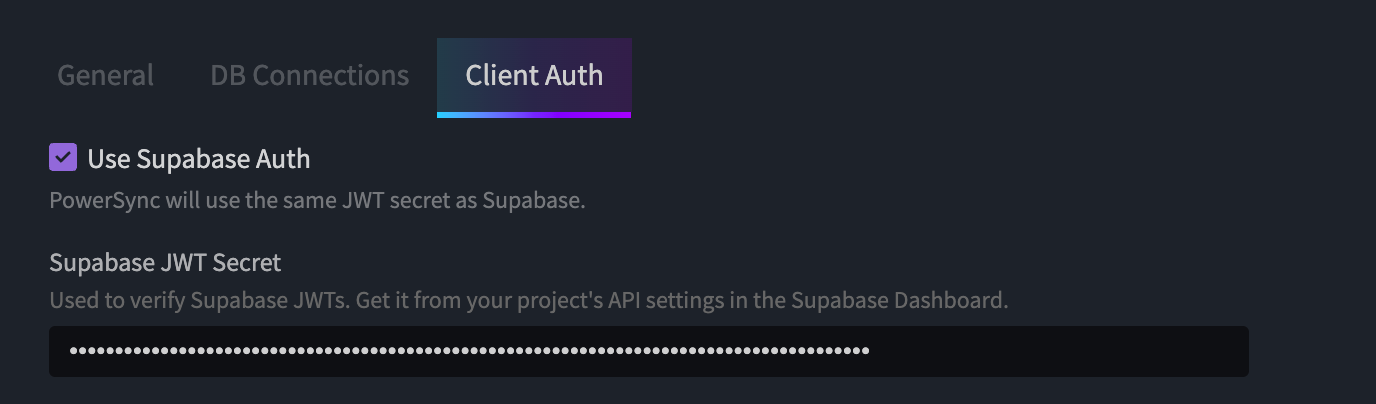 General DB Connections Client Auth
Use Supabase Auth
PowerSync will use the same JWT secret as Supabase.
Supabase JWT Secret
Used to verify Supabase JWTs. Get it from your project's API settings in the Supabase Dashboard.